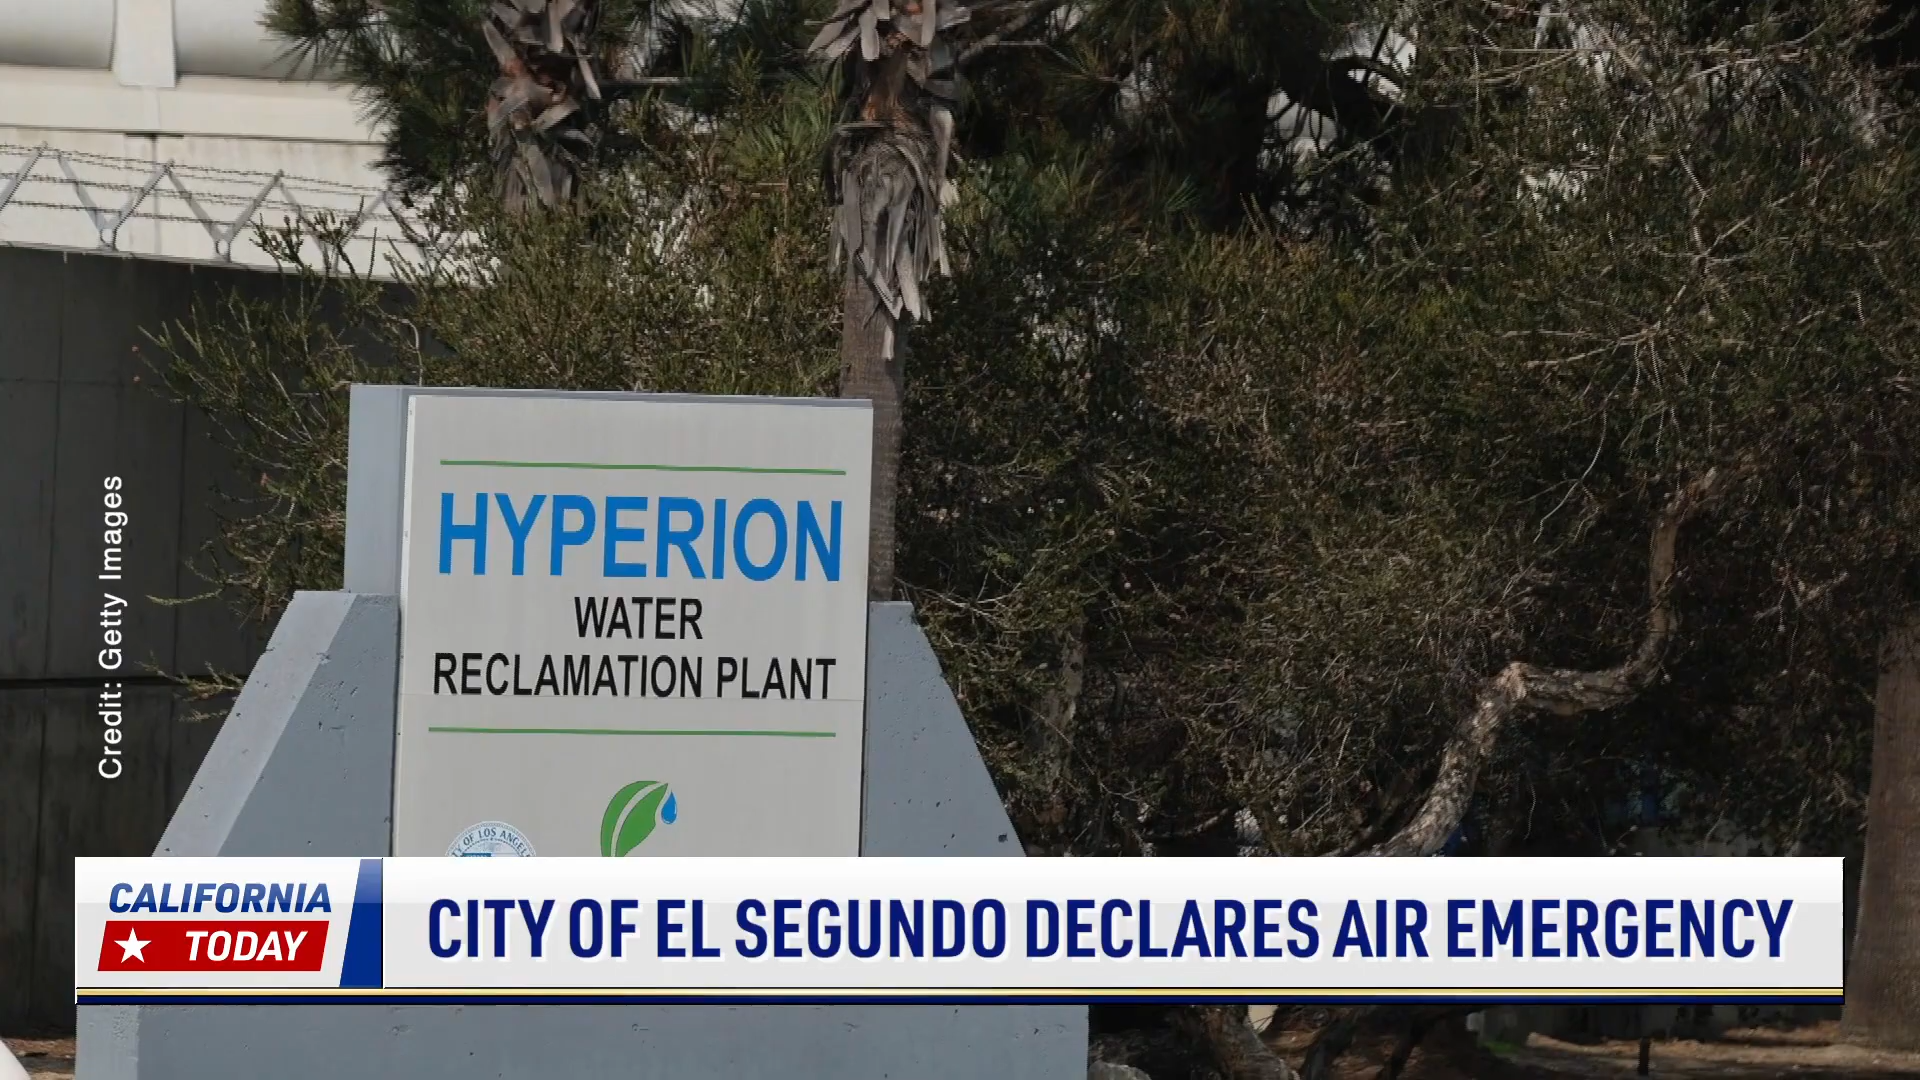 Credit: Getty Images
HYPERION
WATER
RECLAMATION PLANT
CITY OF EL SEGUNDO DECLARES AIR EMERGENCY
CALIFORNIA
TODAY